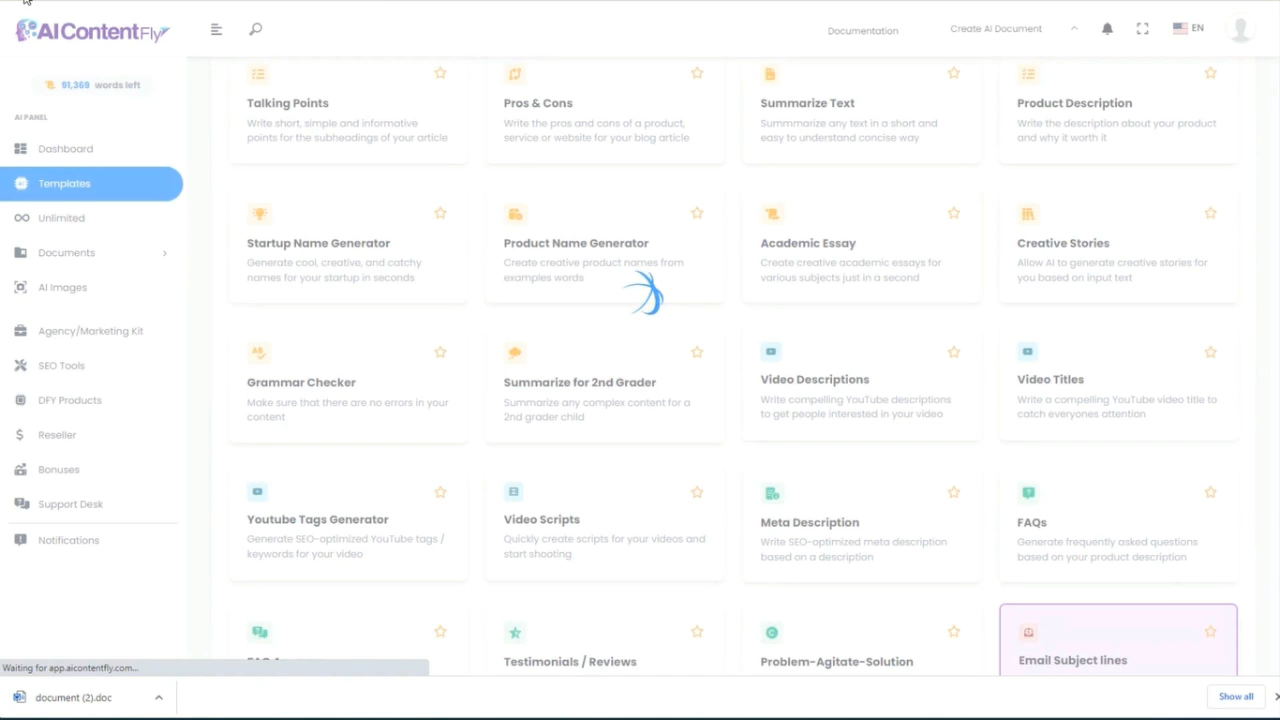 AI ContentFly
Documentation
Create AI Document
EN
91,369 words left
AI PANEL
Dashboard
Templates
Unlimited
Documents
AI Images
Agency/Marketing Kit
SEO Tools
DFY Products
Reseller
Bonuses
Support Desk
Notifications
Talking Points
Write short, simple and informative
points for the subheadings of your article
Pros & Cons
Write the pros and cons of a product,
service or website for your blog article
Summarize Text
Summmarize any text in a short and
easy to understand concise way
Product Description
Write the description about your product
and why it worth it
Startup Name Generator
Generate cool, creative, and catchy
names for your startup in seconds
Product Name Generator
Create creative product names from
examples words
Academic Essay
Create creative academic essays for
various subjects just in a second
Creative Stories
Allow AI to generate creative stories for
you based on input text
Grammar Checker
Make sure that there are no errors in your
content
Summarize for 2nd Grader
Summarize any complex content for a
2nd grader child
Video Descriptions
Write compelling YouTube descriptions
to get people interested in your video
Video Titles
Write a compelling YouTube video title to
catch everyones attention
Youtube Tags Generator
Generate SEO-optimized YouTube tags /
keywords for your video
Video Scripts
Quickly create scripts for your videos and
start shooting
Meta Description
Write SEO-optimized meta description
based on a description
FAQs
Generate frequently asked questions
based on your product description
Testimonials / Reviews
Problem-Agitate-Solution
Email Subject lines
Waiting for app.aicontentfly.com...
document (2).doc
Show all